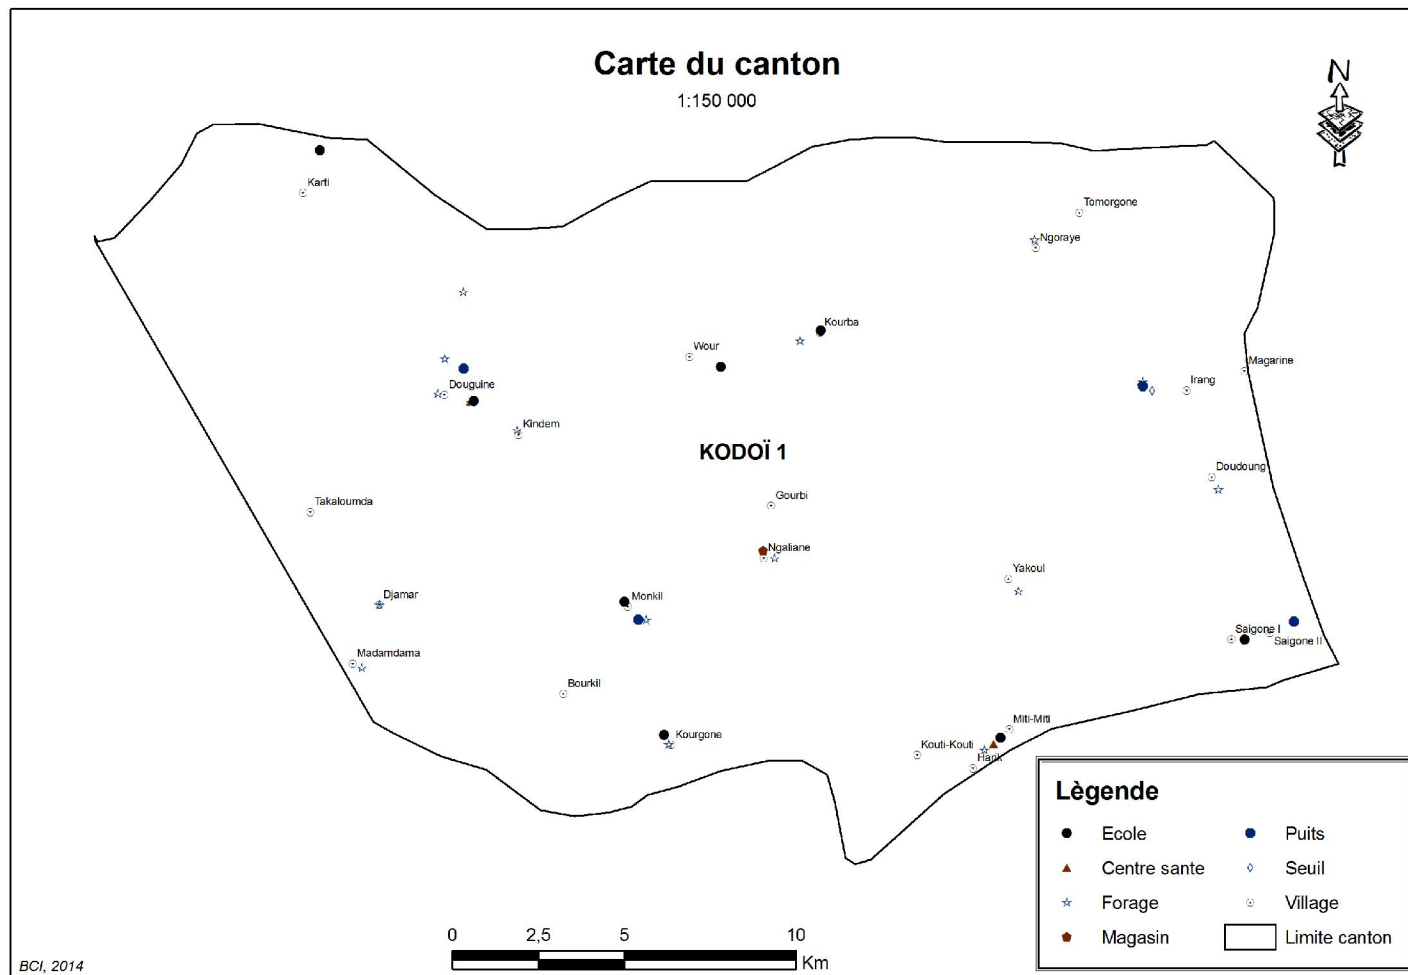 Carte du canton
1:150 000
N
Karti
Tomorgone
Ngoraye
Kourba
Wour
Magarine
Irang
Douguine
Kindem
KODOÏ 1
Doudoung
Takaloumda
Gourbi
Ngaliane
Yakoul
Djamar
Monkil
Saigone I
Saigone II
Madamdama
Bourkil
Miti-Miti
Kourgone
Kouti-Kouti
Harik
Lègende
Ecole
Puits
Centre sante
Seuil
Forage
Village
Magasin
Limite canton
0 2,5 5 10
Km
BCI, 2014